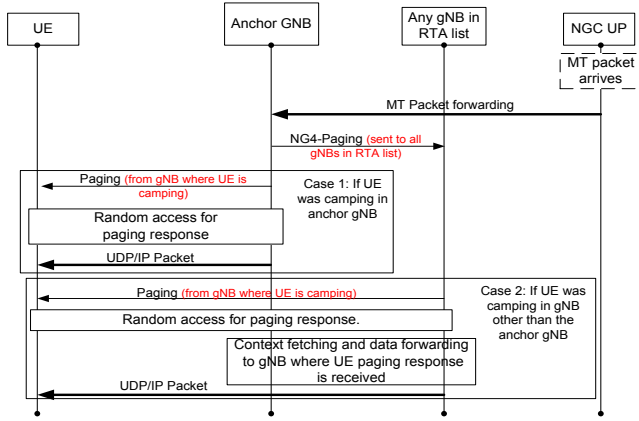 UE
Anchor GNB
Any gNB in
RTA list
NGC UP
MT packet
arrives
MT Packet forwarding
NG4-Paging (sent to all
gNBs in RTA list)
Paging (from gNB where UE is
camping)
Case 1: If UE
was camping in
anchor gNB
Random access for
paging response
UDP/IP Packet
Paging (from gNB where UE is camping)
Case 2: If UE was
camping in gNB
other than the
anchor gNB
Random access for paging response.
Context fetching and data forwarding
to gNB where UE paging response
is received
UDP/IP Packet